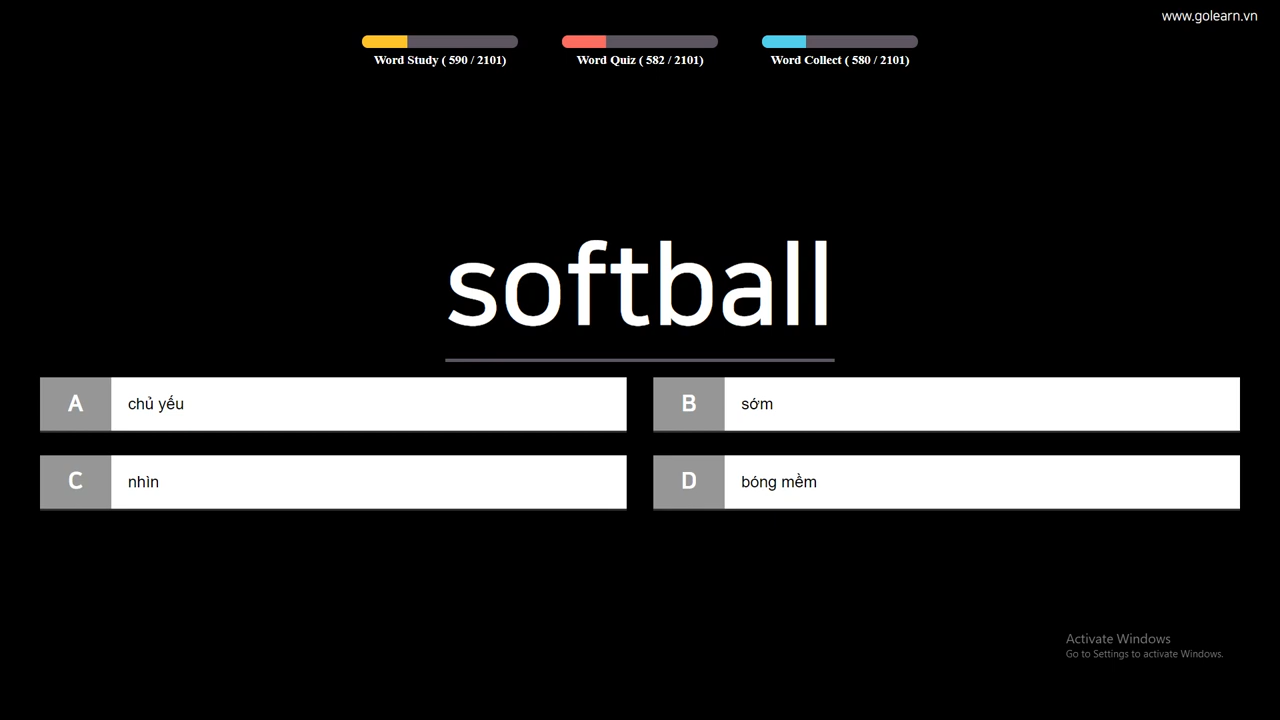 www.golearn.vn
Word Study ( 590 / 2101)
Word Quiz ( 582 / 2101)
Word Collect ( 580 / 2101)
softball
A chủ yếu
B sớm
C nhìn
D bóng mềm
Activate Windows
Go to Settings to activate Windows.